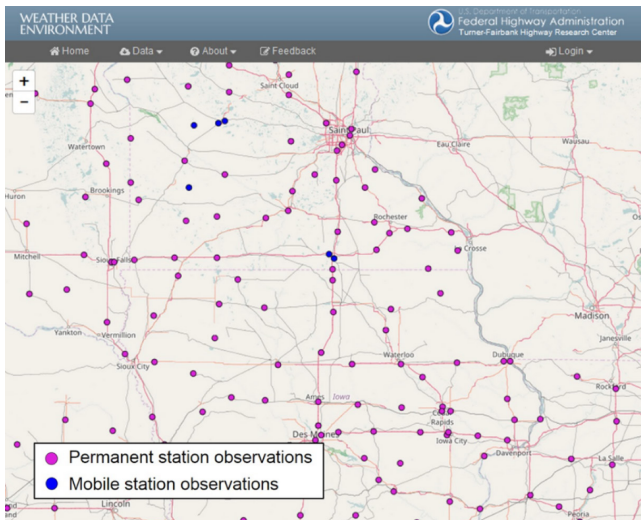 WEATHER DATA
ENVIRONMENT
U.S. Department of Transportation
Federal Highway Administration
Turner-Fairbank Highway Research Center
Home
Data
About
Feedback
Login
+
−
Saint Cloud
Watertown
Saint Paul
Eau Claire
Wausau
Brookings
Huron
Rochester
Mitchell
Sioux Falls
Crosse
Madison
Yankton
Vermillion
Janesville
Sioux City
Waterloo
Dubuque
Rockford
Ames
Iowa
Cedar
Rapids
Des Moines
Iowa City
Davenport
La Salle
Permanent station observations
Mobile station observations
Lincoln
Peoria